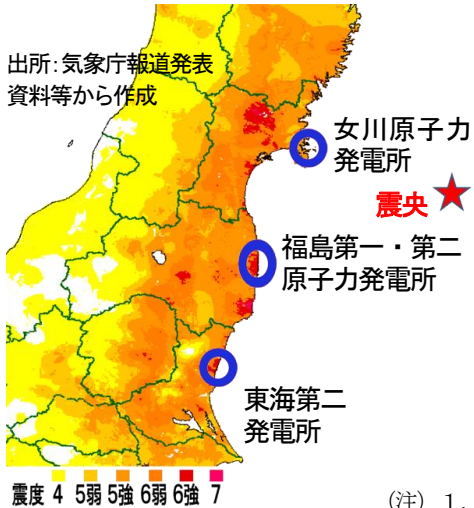 出所：気象庁報道発表
資料等から作成
女川原子力
発電所
震央
福島第一・第二
原子力発電所
東海第二
発電所
震度 4 5弱 5強 6弱 6強 7
(注) 1.